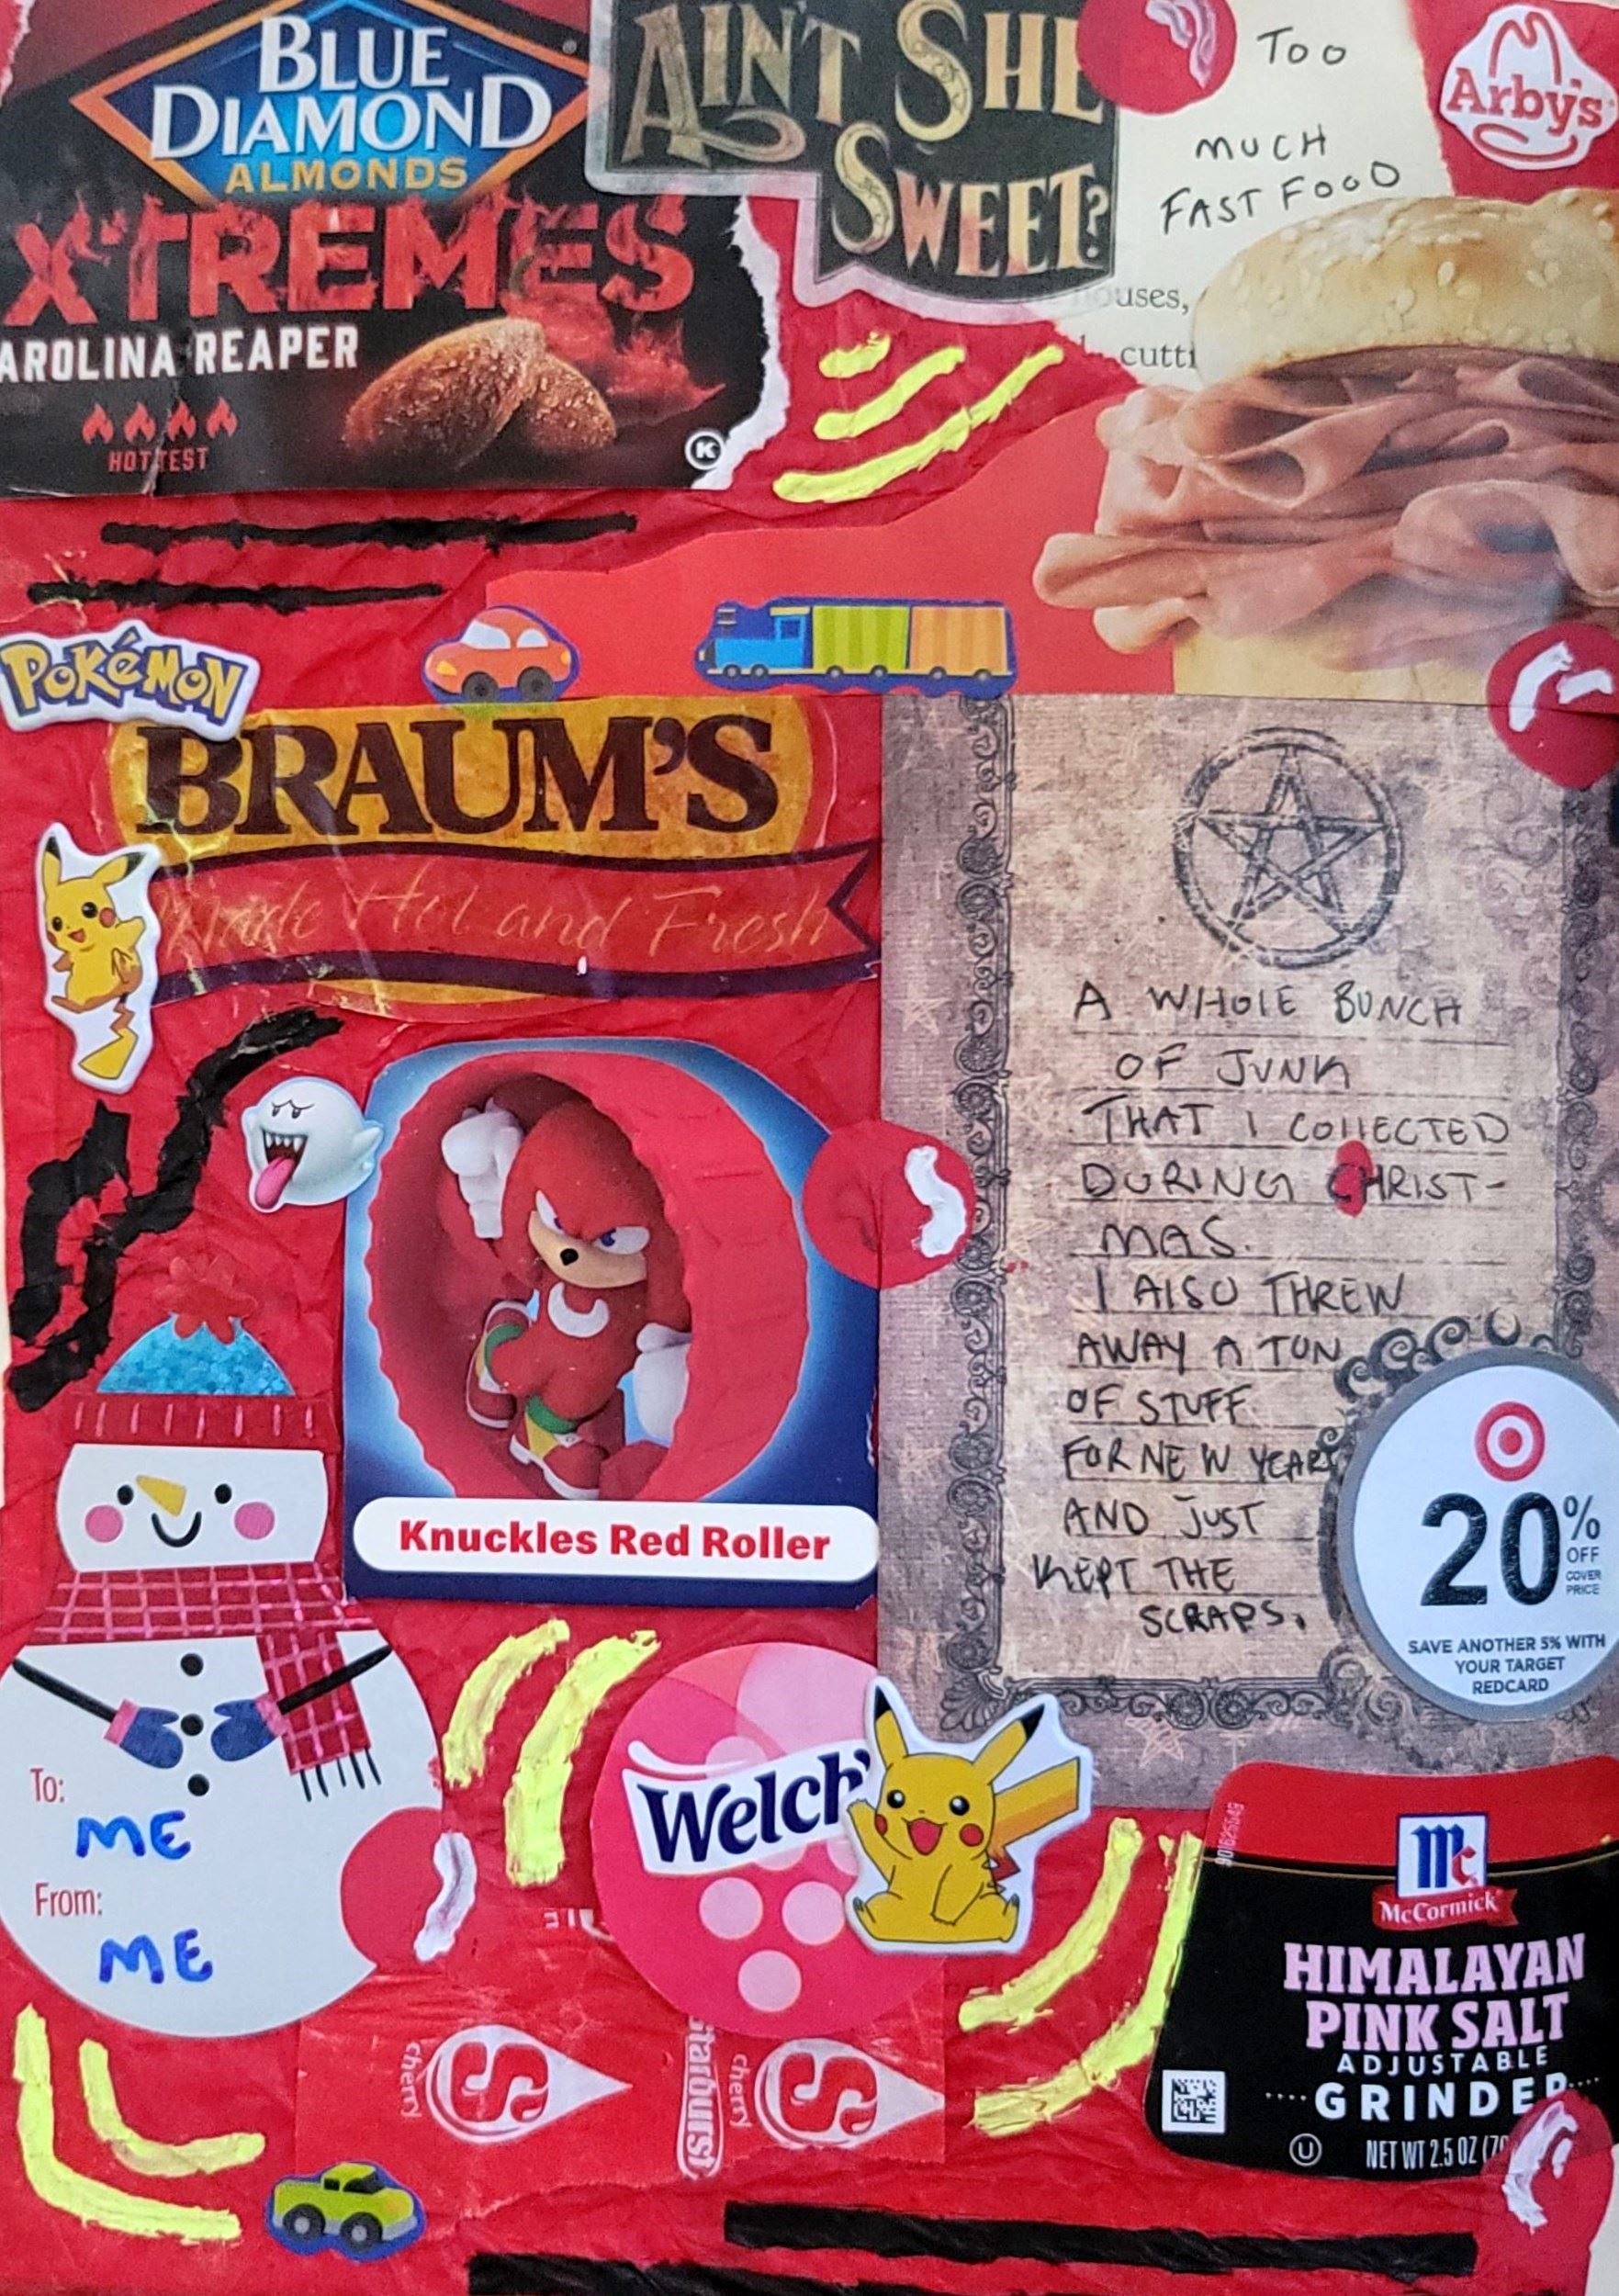 BLUE
DIAMOND
ALMONDS
XTREMES
AROLINA REAPER
HOTTEST
K
AIN'T SHE
SWEET?
TOO
MUCH
FAST FOOD
Arby's
ouses,
cutti
POKéMON
BRAUM'S
Made Hot and Fresh
A WHOLE BUNCH
OF JUNK
THAT I COLLECTED
DURING CHRIST-
MAS.
I ALSO THREW
AWAY A TON
OF STUFF
FOR NEW YEARS
AND JUST
KEPT THE
SCRAPS.
20% OFF
COVER
PRICE
SAVE ANOTHER 5% WITH
YOUR TARGET
REDCARD
Knuckles Red Roller
To:
ME
From:
ME
Welch'
S
cherry
Starburst
S
cherry
Mc
McCormick
HIMALAYAN
PINK SALT
ADJUSTABLE
GRINDER
U
NET WT 2.5 OZ (70